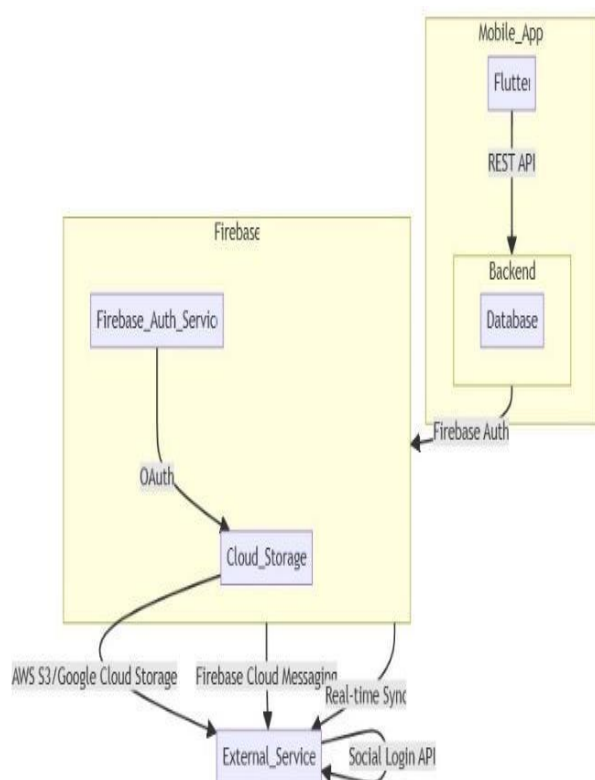 Mobile_App
Flutter
REST API
Backend
Database
Firebase Auth
Firebase
Firebase_Auth_Servic
OAuth
Cloud_Storage
AWS S3/Google Cloud Storage
Firebase Cloud Messaging
Real-time Sync
External_Service
Social Login API